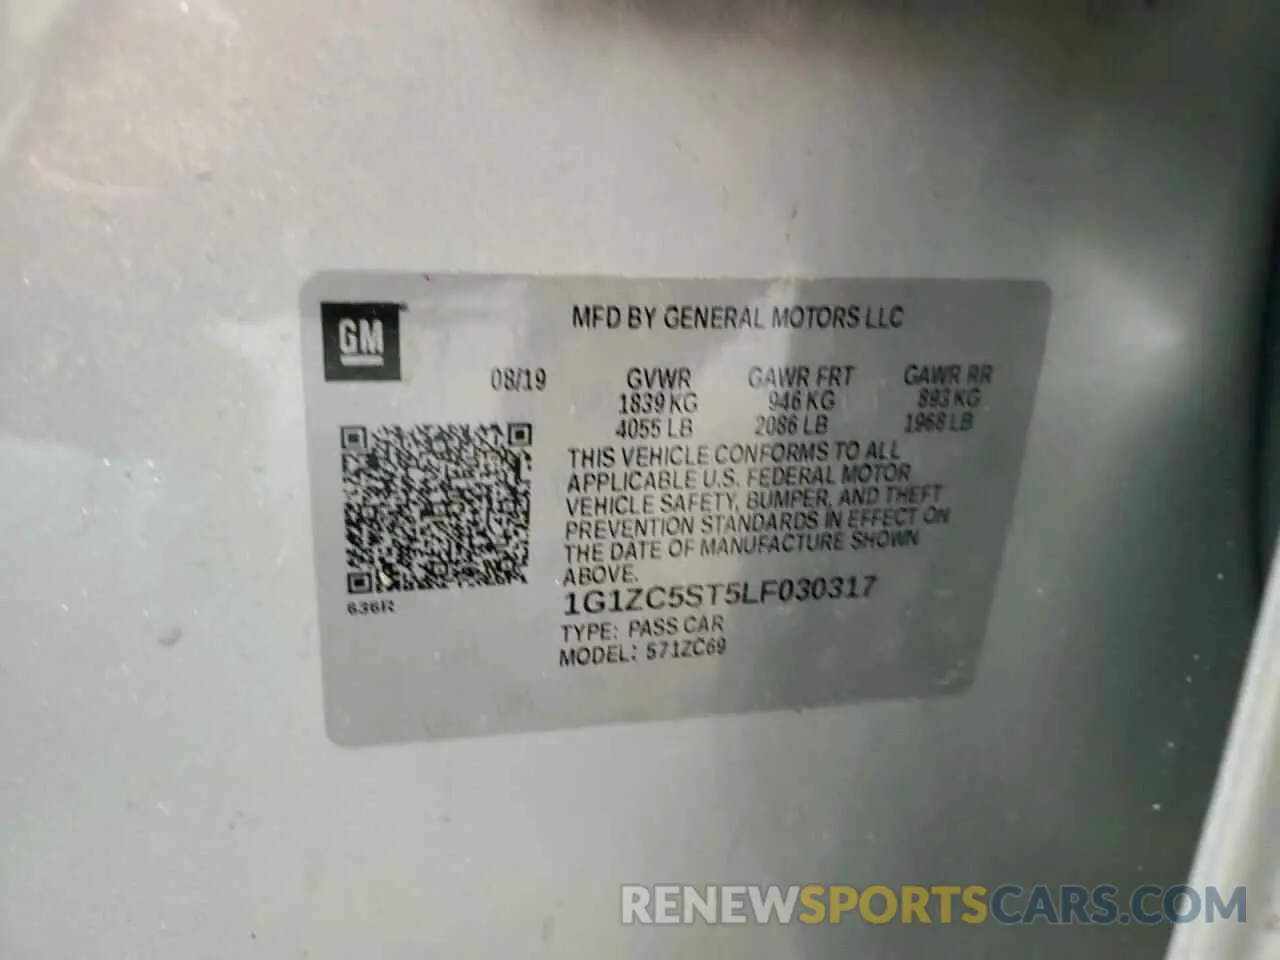 GM
MFD BY GENERAL MOTORS LLC
08/19 GVWR GAWR FRT GAWR RR
1839 KG 946 KG 893 KG
4055 LB 2086 LB 1968 LB
THIS VEHICLE CONFORMS TO ALL
APPLICABLE U.S. FEDERAL MOTOR
VEHICLE SAFETY, BUMPER, AND THEFT
PREVENTION STANDARDS IN EFFECT ON
THE DATE OF MANUFACTURE SHOWN
ABOVE.
636R
1G1ZC5ST5LF030317
TYPE: PASS CAR
MODEL: 571ZC69
RENEWSPORTSCARS.COM